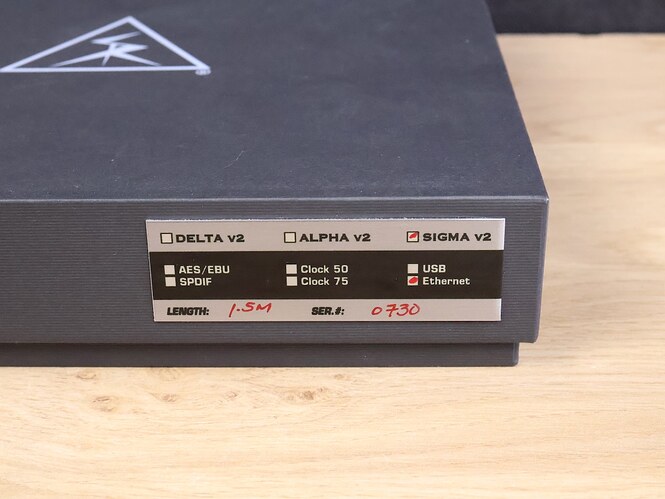 SR
®
DELTA v2 ALPHA v2 SIGMA v2
AES/EBU Clock 50 USB
SPDIF Clock 75 Ethernet
LENGTH: 1.5M SER.#: 0730